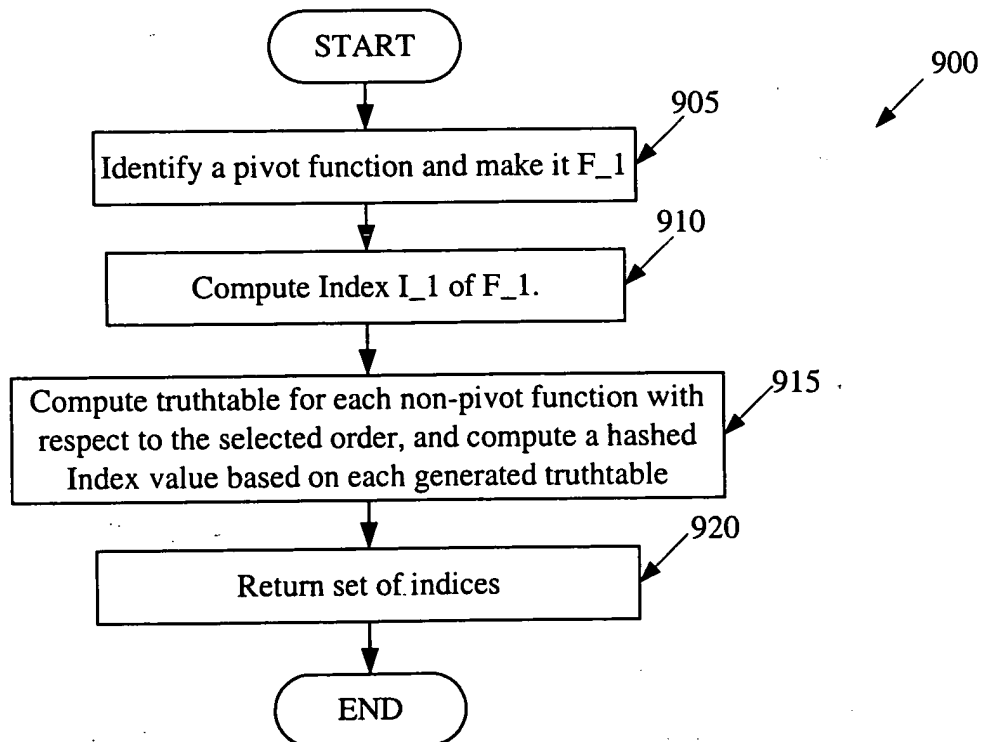 START
900
905
Identify a pivot function and make it F_1
910
Compute Index I_1 of F_1.
915
Compute truthtable for each non-pivot function with
respect to the selected order, and compute a hashed
Index value based on each generated truthtable
920
Return set of indices
END